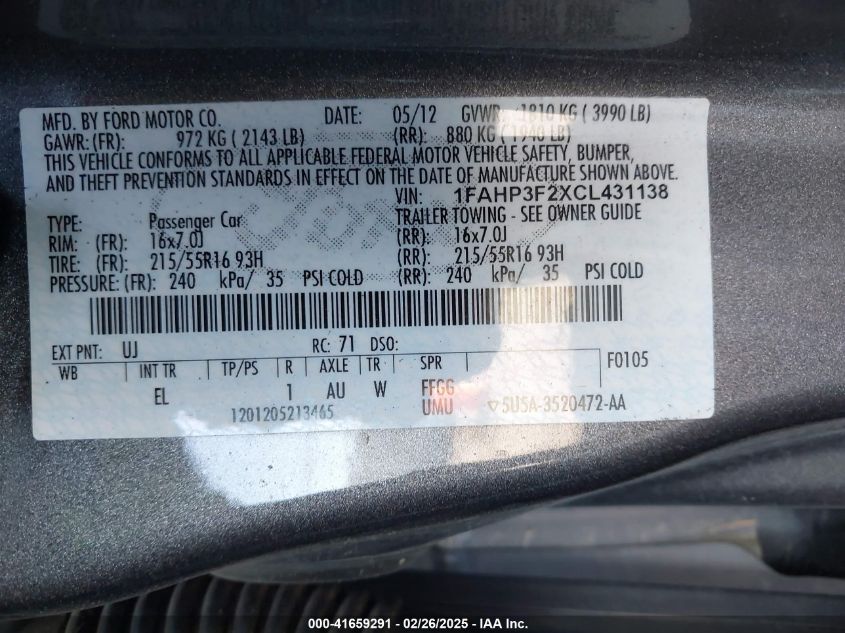 MFD. BY FORD MOTOR CO. DATE: 05/12 GVWR: 1810 KG ( 3990 LB)
GAWR: (FR): 972 KG ( 2143 LB) (RR): 880 KG ( 1940 LB)
THIS VEHICLE CONFORMS TO ALL APPLICABLE FEDERAL MOTOR VEHICLE SAFETY, BUMPER,
AND THEFT PREVENTION STANDARDS IN EFFECT ON THE DATE OF MANUFACTURE SHOWN ABOVE.
VIN: 1FAHP3F2XCL431138
TYPE: Passenger Car TRAILER TOWING - SEE OWNER GUIDE
RIM: (FR): 16x7.0J (RR): 16x7.0J
TIRE: (FR): 215/55R16 93H (RR): 215/55R16 93H
PRESSURE: (FR): 240 kPa/ 35 PSI COLD (RR): 240 kPa/ 35 PSI COLD
EXT PNT: UJ RC: 71 DSO:
WB INT TR TP/PS R AXLE TR SPR F0105
EL 1 AU W FFGG
1201205213465 UMU 5U5A-3520472-AA
000-41659291 - 02/26/2025 - IAA Inc.